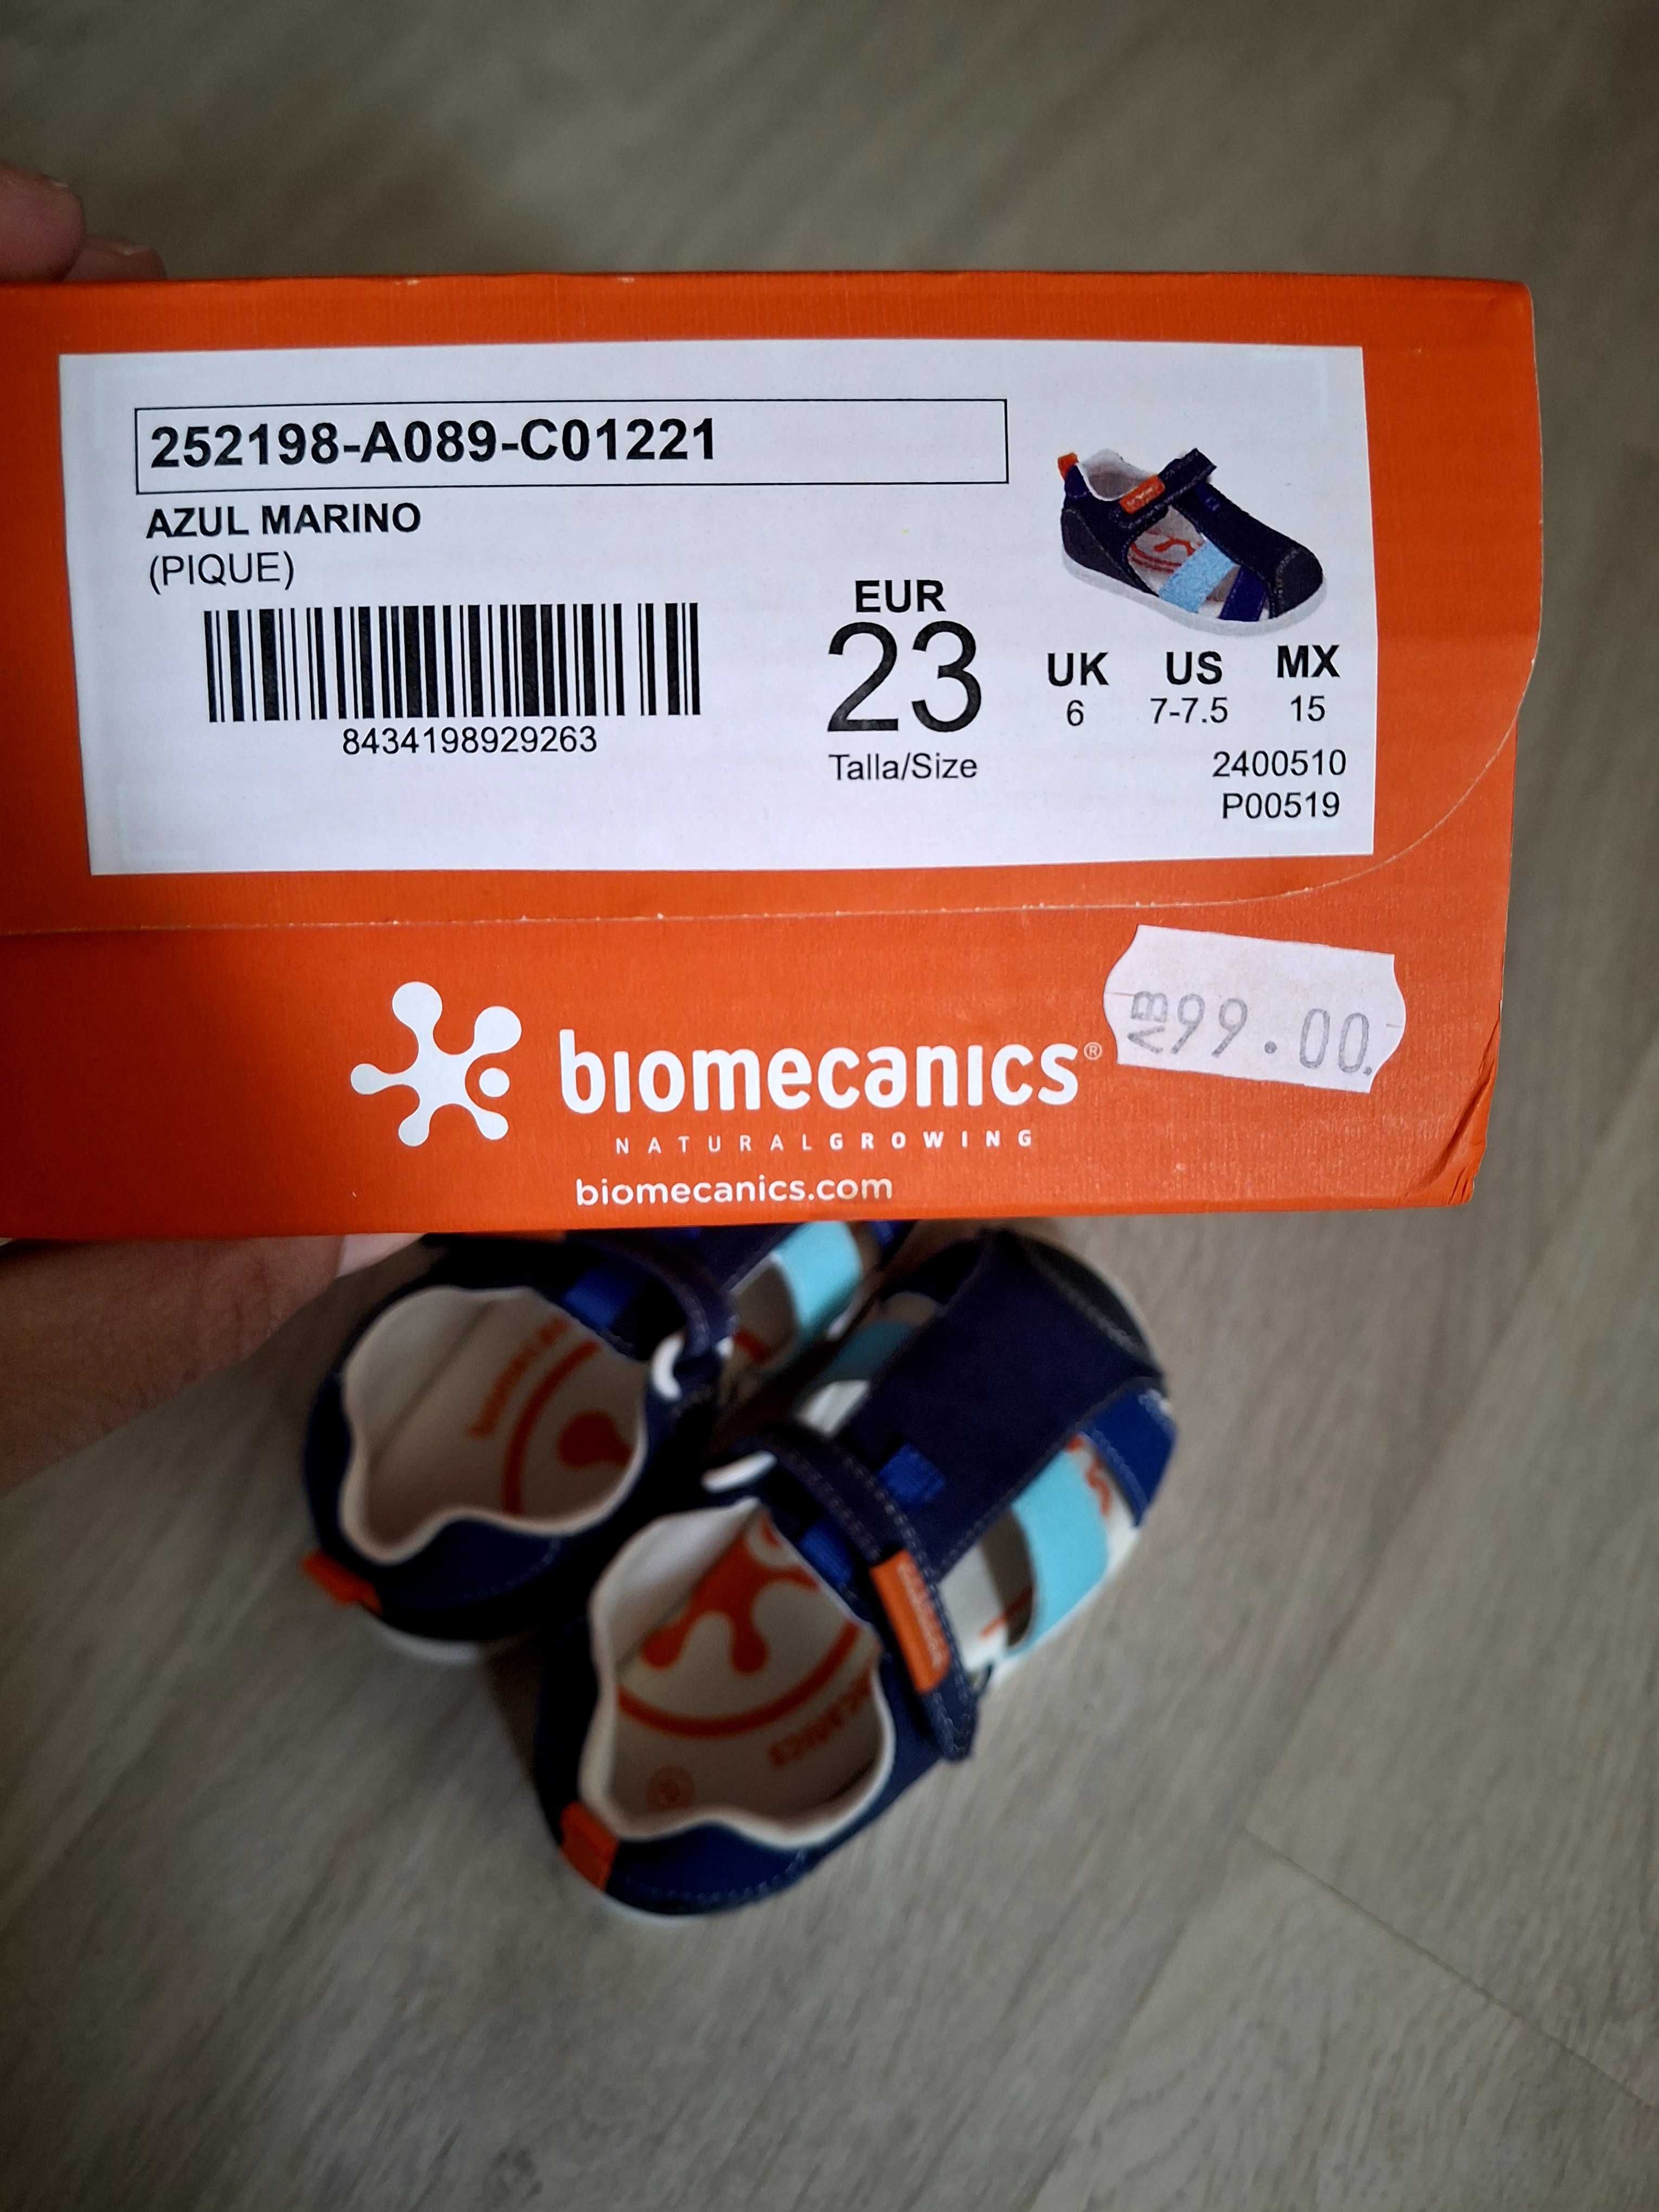 252198-A089-C01221
AZUL MARINO
(PIQUE)
8434198929263
EUR
23
Talla/Size
UK US MX
6 7-7.5 15
2400510
P00519
biomecanics®
NATURALGROWING
biomecanics.com
99.00.